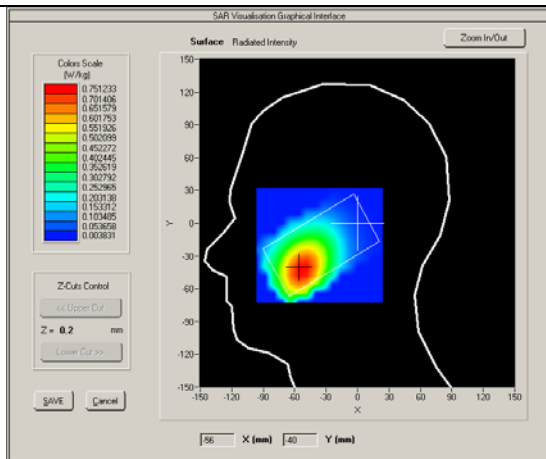 SAR Visualisation Graphical Interface
Surface Radiated Intensity
Zoom In/Out
Colors Scale
(W/kg)
0.751233
0.701406
0.651579
0.601753
0.551926
0.502099
0.452272
0.402445
0.352619
0.302792
0.252965
0.203138
0.153312
0.103485
0.053658
0.003831
Z-Cuts Control
<< Upper Cut
Z = 0.2 mm
Lower Cut >>
SAVE Cancel
150-
120-
90-
60-
30-
0-
-30-
-60-
-90-
-120-
-150-
Y
-150 -120 -90 -60 -30 0 30 60 90 120 150
X
-56 X (mm) -40 Y (mm)